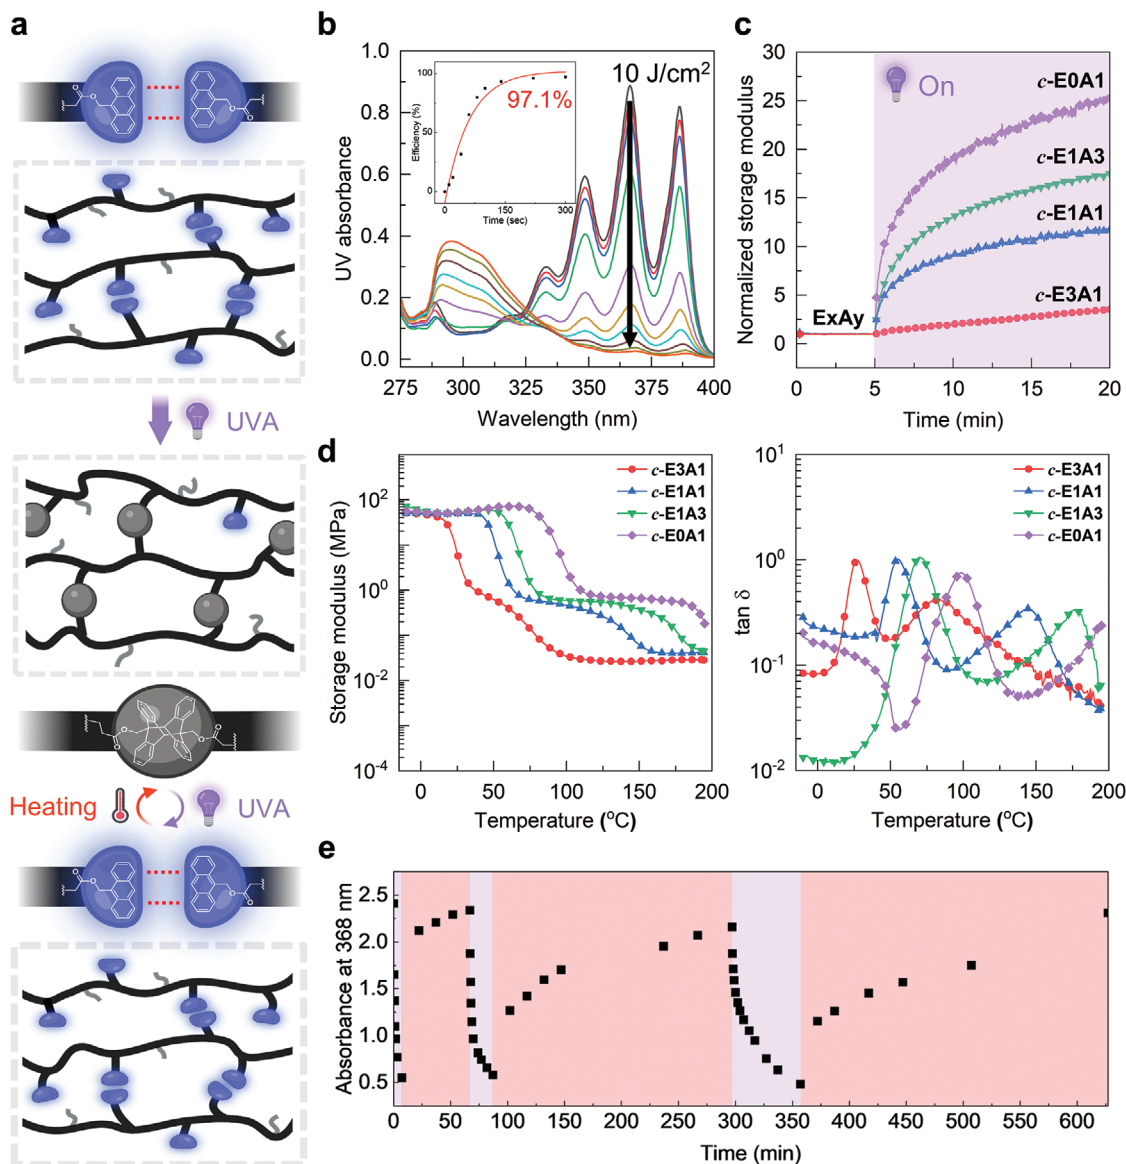 a
O
O
O
O
UVA
O
O
O
O
Heating
UVA
O
O
O
O
b
1.0
0.8
0.6
0.4
0.2
0.0
UV absorbance
275
300
325
350
375
400
Wavelength (nm)
10 J/cm²
100
50
0
Efficiency (%)
97.1%
0
150
300
Time (sec)
c
30
25
20
15
10
5
0
Normalized storage modulus
On
c-E0A1
c-E1A3
c-E1A1
c-E3A1
ExAy
0
5
10
15
20
Time (min)
d
10²
10⁰
10⁻²
10⁻⁴
Storage modulus (MPa)
c-E3A1
c-E1A1
c-E1A3
c-E0A1
0
50
100
150
200
Temperature (°C)
10¹
10⁰
10⁻¹
10⁻²
tan δ
c-E3A1
c-E1A1
c-E1A3
c-E0A1
0
50
100
150
200
Temperature (°C)
e
2.5
2.0
1.5
1.0
0.5
Absorbance at 368 nm
0
50
100
150
200
250
300
350
400
450
500
550
600
Time (min)